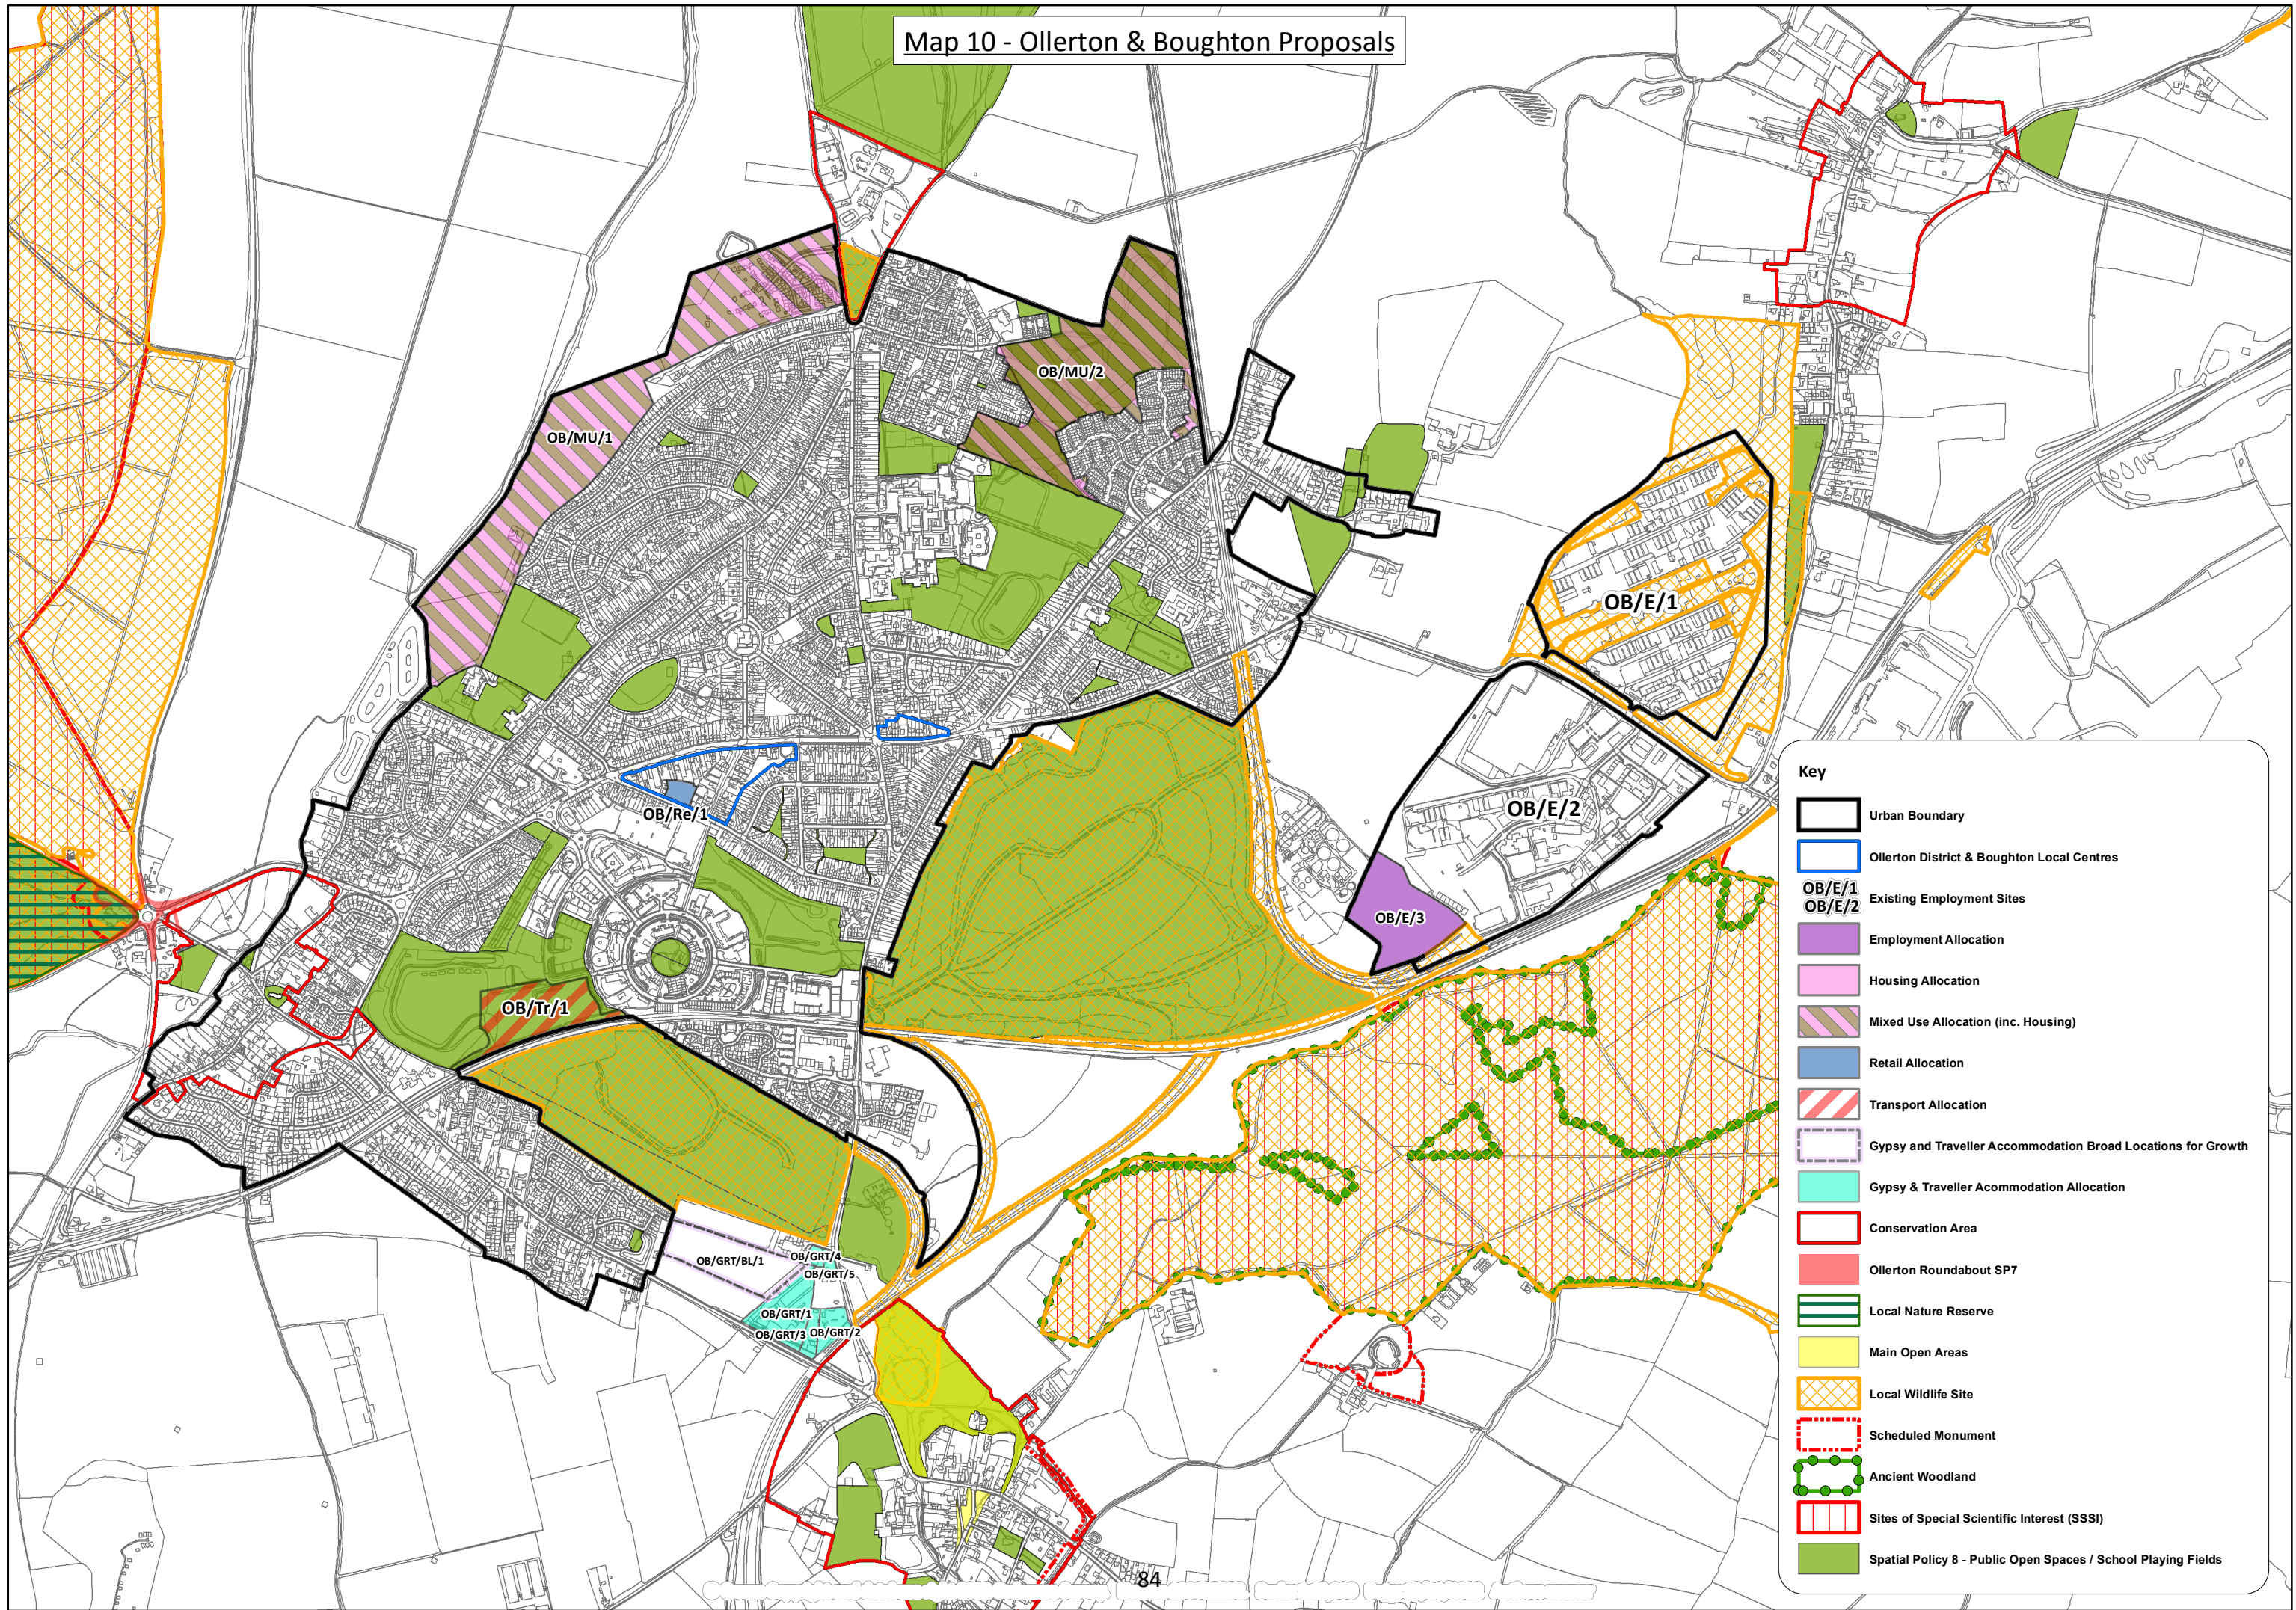 Map 10 - Ollerton & Boughton Proposals
OB/MU/2
OB/MU/1
OB/E/1
OB/E/2
OB/Re/1
OB/E/3
OB/Tr/1
OB/GRT/4
OB/GRT/BL/1
OB/GRT/5
OB/GRT/1
OB/GRT/3
OB/GRT/2
Key
Urban Boundary
Ollerton District & Boughton Local Centres
OB/E/1
OB/E/2
Existing Employment Sites
Employment Allocation
Housing Allocation
Mixed Use Allocation (inc. Housing)
Retail Allocation
Transport Allocation
Gypsy and Traveller Accommodation Broad Locations for Growth
Gypsy & Traveller Acommodation Allocation
Conservation Area
Ollerton Roundabout SP7
Local Nature Reserve
Main Open Areas
Local Wildlife Site
Scheduled Monument
Ancient Woodland
Sites of Special Scientific Interest (SSSI)
Spatial Policy 8 - Public Open Spaces / School Playing Fields
84